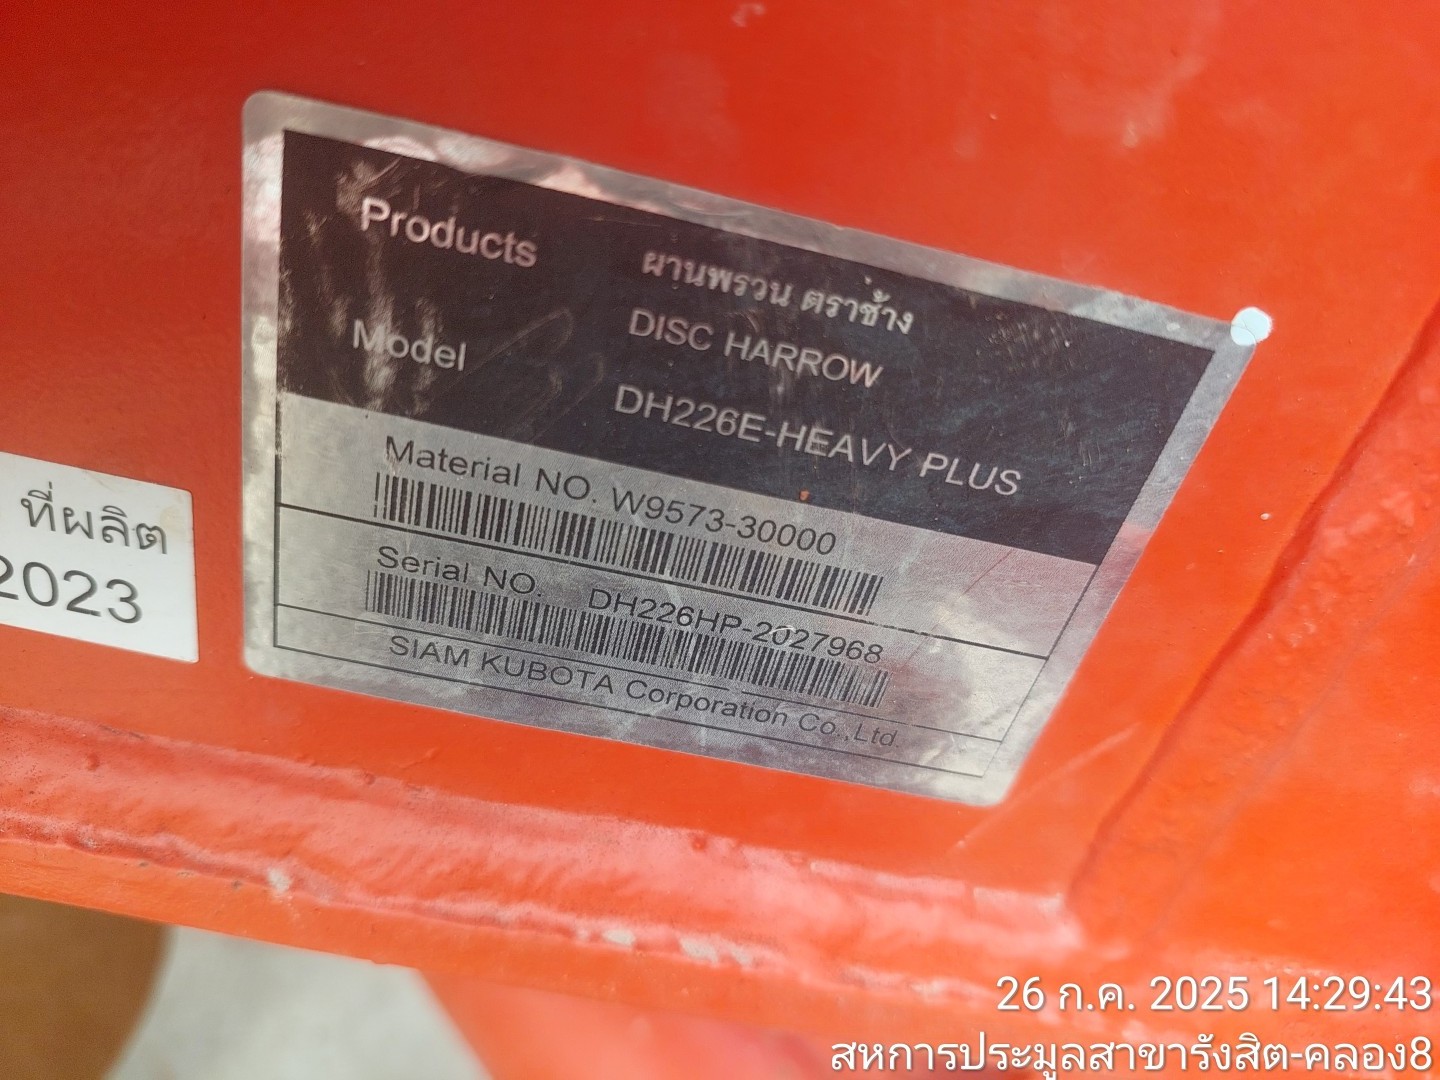 Products ผานพรวน ตราช้าง
DISC HARROW
Model DH226E-HEAVY PLUS
Material NO. W9573-30000
Serial NO. DH226HP-2027968
SIAM KUBOTA Corporation Co.,Ltd.
ที่ผลิต
2023
26 ก.ค. 2025 14:29:43
สหการประมูลสาขารังสิต-คลอง8